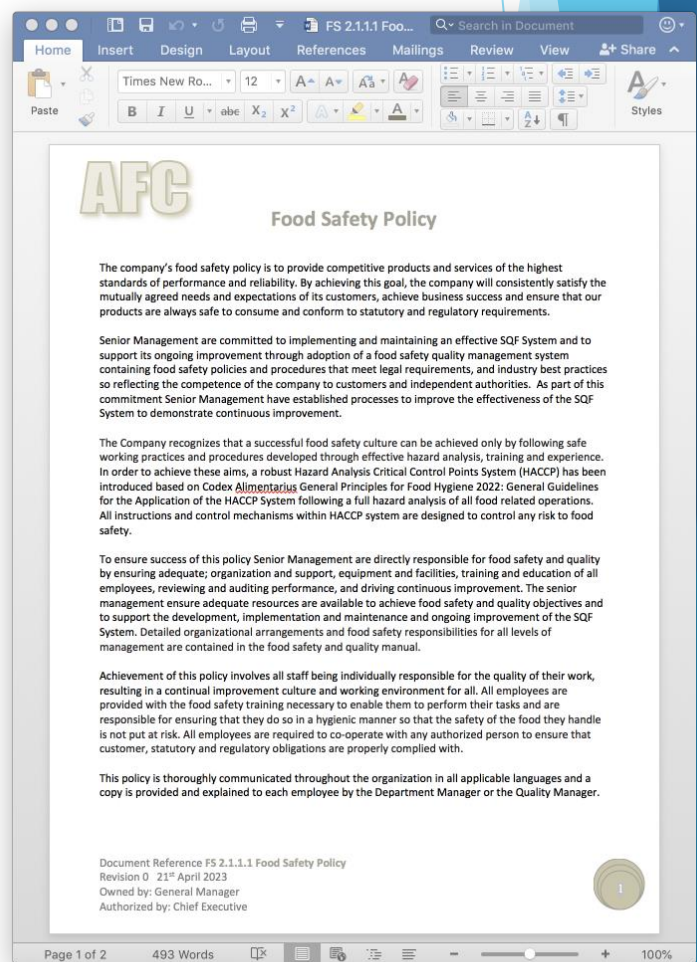 FS 2.1.1.1 Foo...
Search in Document
Home Insert Design Layout References Mailings Review View Share
Times New Ro... 12 A A Aa A
Paste
B I U abc X2 X2 A A
Styles
AFC
Food Safety Policy
The company's food safety policy is to provide competitive products and services of the highest
standards of performance and reliability. By achieving this goal, the company will consistently satisfy the
mutually agreed needs and expectations of its customers, achieve business success and ensure that our
products are always safe to consume and conform to statutory and regulatory requirements.
Senior Management are committed to implementing and maintaining an effective SQF System and to
support its ongoing improvement through adoption of a food safety quality management system
containing food safety policies and procedures that meet legal requirements, and industry best practices
so reflecting the competence of the company to customers and independent authorities. As part of this
commitment Senior Management have established processes to improve the effectiveness of the SQF
System to demonstrate continuous improvement.
The Company recognizes that a successful food safety culture can be achieved only by following safe
working practices and procedures developed through effective hazard analysis, training and experience.
In order to achieve these aims, a robust Hazard Analysis Critical Control Points System (HACCP) has been
introduced based on Codex Alimentarius General Principles for Food Hygiene 2022: General Guidelines
for the Application of the HACCP System following a full hazard analysis of all food related operations.
All instructions and control mechanisms within HACCP system are designed to control any risk to food
safety.
To ensure success of this policy Senior Management are directly responsible for food safety and quality
by ensuring adequate; organization and support, equipment and facilities, training and education of all
employees, reviewing and auditing performance, and driving continuous improvement. The senior
management ensure adequate resources are available to achieve food safety and quality objectives and
to support the development, implementation and maintenance and ongoing improvement of the SQF
System. Detailed organizational arrangements and food safety responsibilities for all levels of
management are contained in the food safety and quality manual.
Achievement of this policy involves all staff being individually responsible for the quality of their work,
resulting in a continual improvement culture and working environment for all. All employees are
provided with the food safety training necessary to enable them to perform their tasks and are
responsible for ensuring that they do so in a hygienic manner so that the safety of the food they handle
is not put at risk. All employees are required to co-operate with any authorized person to ensure that
customer, statutory and regulatory obligations are properly complied with.
This policy is thoroughly communicated throughout the organization in all applicable languages and a
copy is provided and explained to each employee by the Department Manager or the Quality Manager.
Document Reference FS 2.1.1.1 Food Safety Policy
Revision 0 21st April 2023
Owned by: General Manager
Authorized by: Chief Executive
1
Page 1 of 2 493 Words 100%